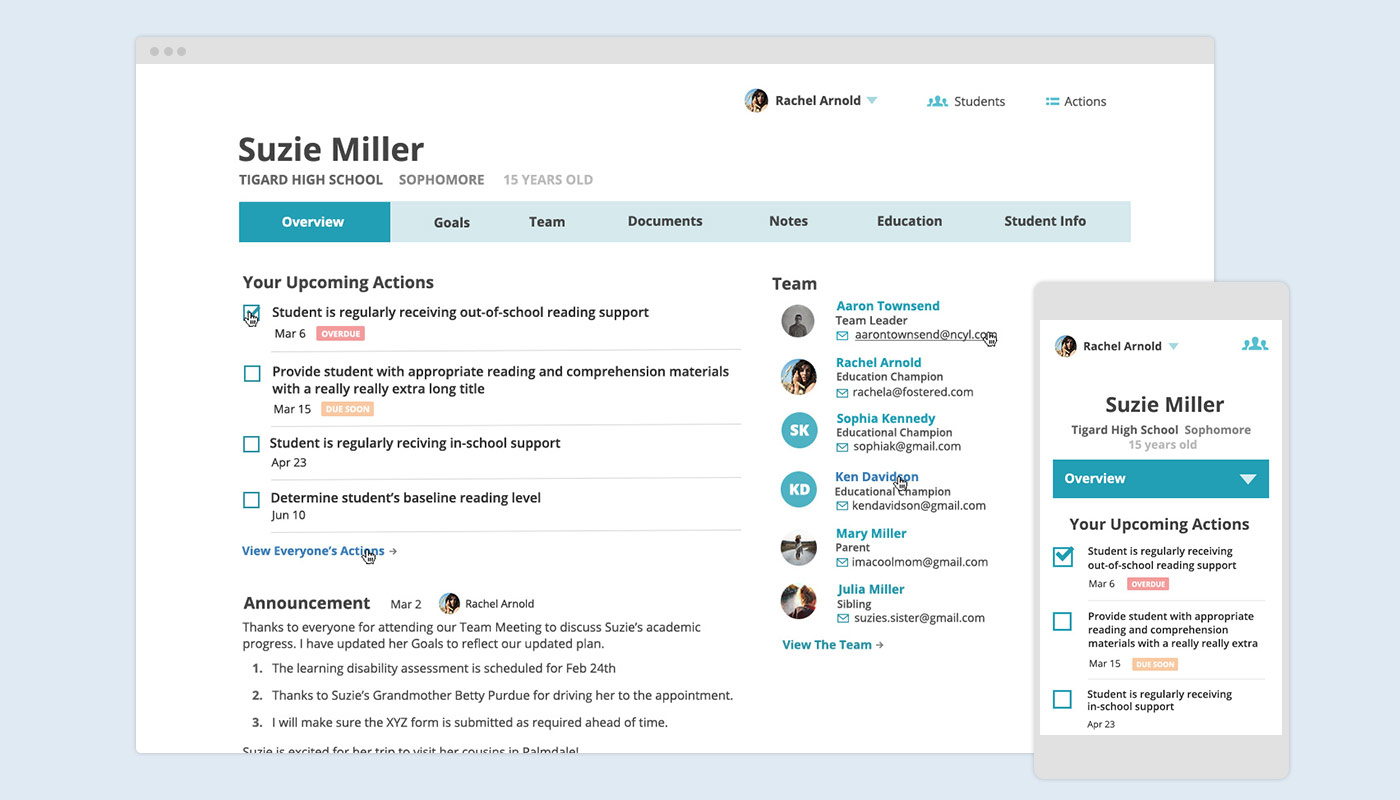 Rachel Arnold
Students
Actions
Suzie Miller
TIGARD HIGH SCHOOL SOPHOMORE 15 YEARS OLD
Overview Goals Team Documents Notes Education Student Info
Your Upcoming Actions
Student is regularly receiving out-of-school reading support
Mar 6 OVERDUE
Provide student with appropriate reading and comprehension materials
with a really really extra long title
Mar 15 DUE SOON
Student is regularly reciving in-school support
Apr 23
Determine student's baseline reading level
Jun 10
View Everyone's Actions →
Announcement Mar 2 Rachel Arnold
Thanks to everyone for attending our Team Meeting to discuss Suzie's academic
progress. I have updated her Goals to reflect our updated plan.
1. The learning disability assessment is scheduled for Feb 24th
2. Thanks to Suzie's Grandmother Betty Purdue for driving her to the appointment.
3. I will make sure the XYZ form is submitted as required ahead of time.
Suzie is excited for her trip to visit her cousins in Palmdale!
Team
Aaron Townsend
Team Leader
aarontownsend@ncyl.com
Rachel Arnold
Education Champion
rachela@fostered.com
SK
Sophia Kennedy
Educational Champion
sophiak@gmail.com
KD
Ken Davidson
Educational Champion
kendavidson@gmail.com
Mary Miller
Parent
imacoolmom@gmail.com
Julia Miller
Sibling
suzies.sister@gmail.com
View The Team →
Rachel Arnold
Suzie Miller
Tigard High School Sophomore
15 years old
Overview
Your Upcoming Actions
Student is regularly receiving
out-of-school reading support
Mar 6 OVERDUE
Provide student with appropriate
reading and comprehension
materials with a really really extra
Mar 15 DUE SOON
Student is regularly receiving
in-school support
Apr 23